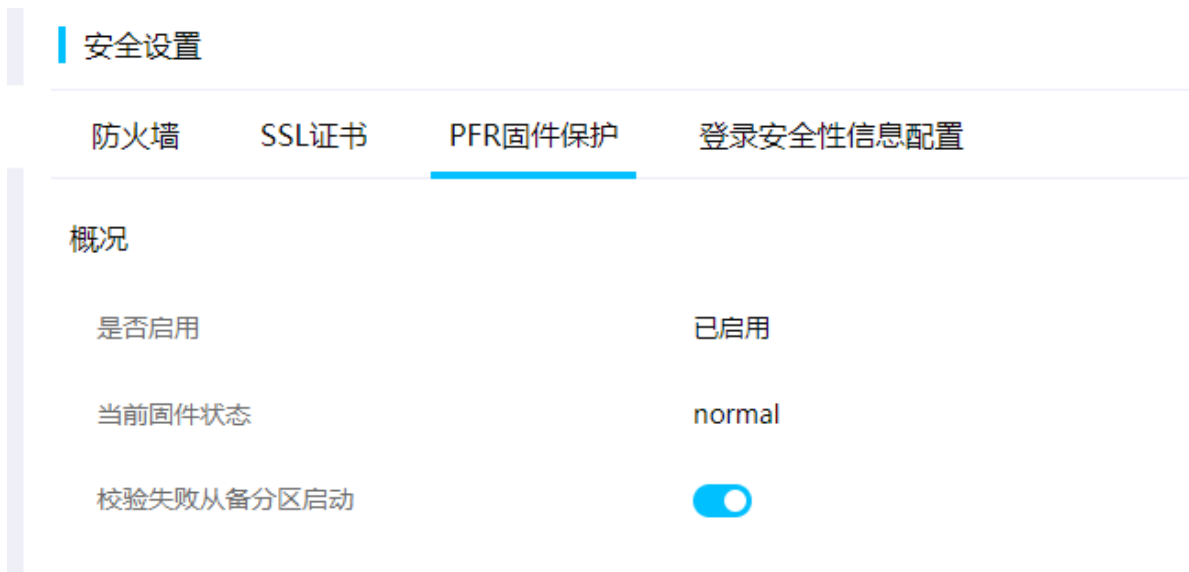 安全设置
防火墙 SSL证书 PFR固件保护 登录安全性信息配置
概况
是否启用 已启用
当前固件状态 normal
校验失败从备分区启动